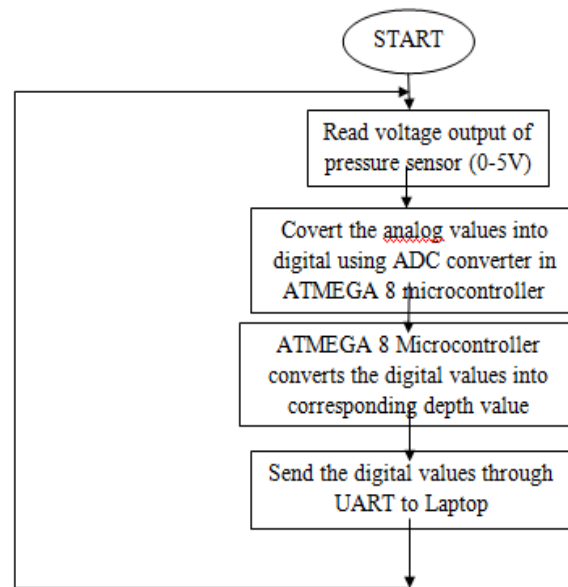 START
Read voltage output of
pressure sensor (0-5V)
Covert the analog values into
digital using ADC converter in
ATMEGA 8 microcontroller
ATMEGA 8 Microcontroller
converts the digital values into
corresponding depth value
Send the digital values through
UART to Laptop